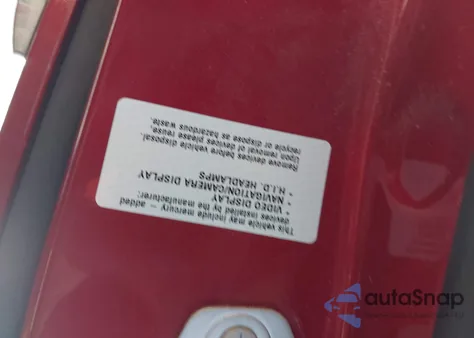 This vehicle may include mercury - added
devices installed by the manufacturer:
• VIDEO DISPLAY
• NAVIGATION/CAMERA DISPLAY
• H.I.D. HEADLAMPS
Remove devices before vehicle disposal.
Upon removal of devices please reuse,
recycle or dispose as hazardous waste.
autoSnap